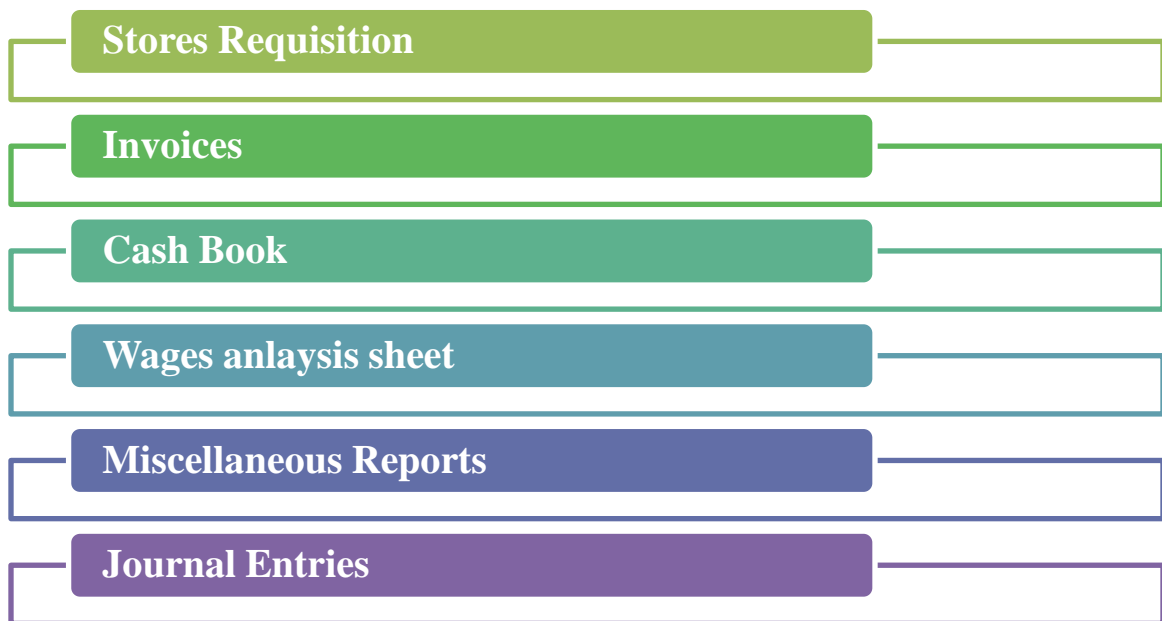 Stores Requisition
Invoices
Cash Book
Wages anlaysis sheet
Miscellaneous Reports
Journal Entries